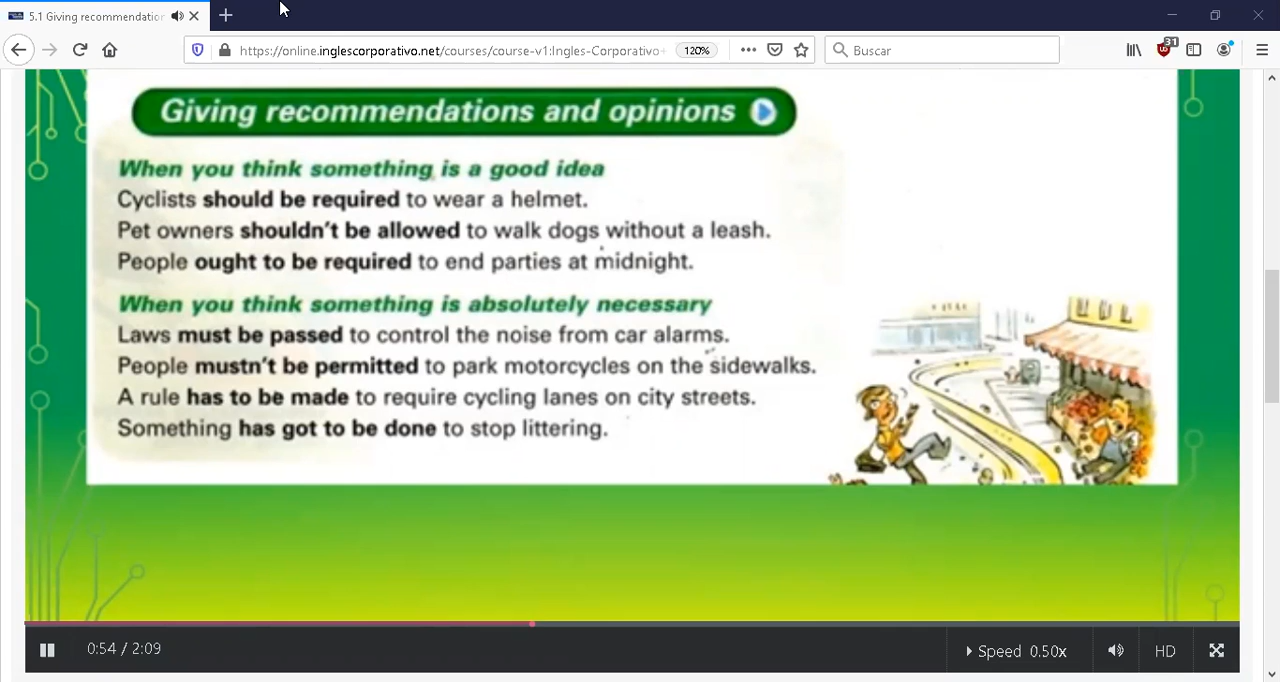 5.1 Giving recommendation
https://online.inglescorporativo.net/courses/course-v1:Ingles-Corporativo+
120%
Buscar
31
Giving recommendations and opinions
When you think something is a good idea
Cyclists should be required to wear a helmet.
Pet owners shouldn't be allowed to walk dogs without a leash.
People ought to be required to end parties at midnight.
When you think something is absolutely necessary
Laws must be passed to control the noise from car alarms.
People mustn't be permitted to park motorcycles on the sidewalks.
A rule has to be made to require cycling lanes on city streets.
Something has got to be done to stop littering.
0:54 / 2:09
Speed 0.50x
HD